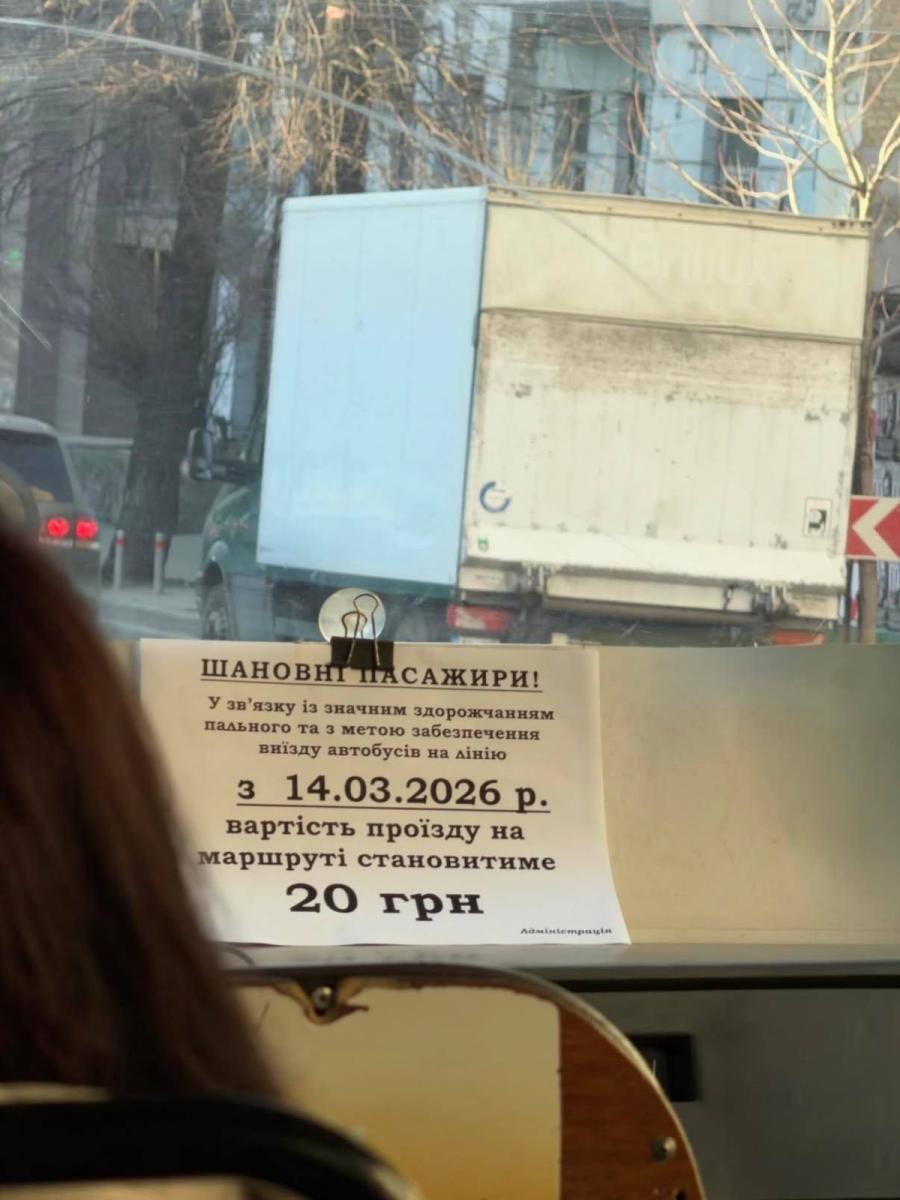 Brillux
ШАНОВНІ ПАСАЖИРИ!
У зв'язку із значним здорожчанням
пального та з метою забезпечення
виїзду автобусів на лінію
з 14.03.2026 р.
вартість проїзду на
маршруті становитиме
20 грн
Адміністрація